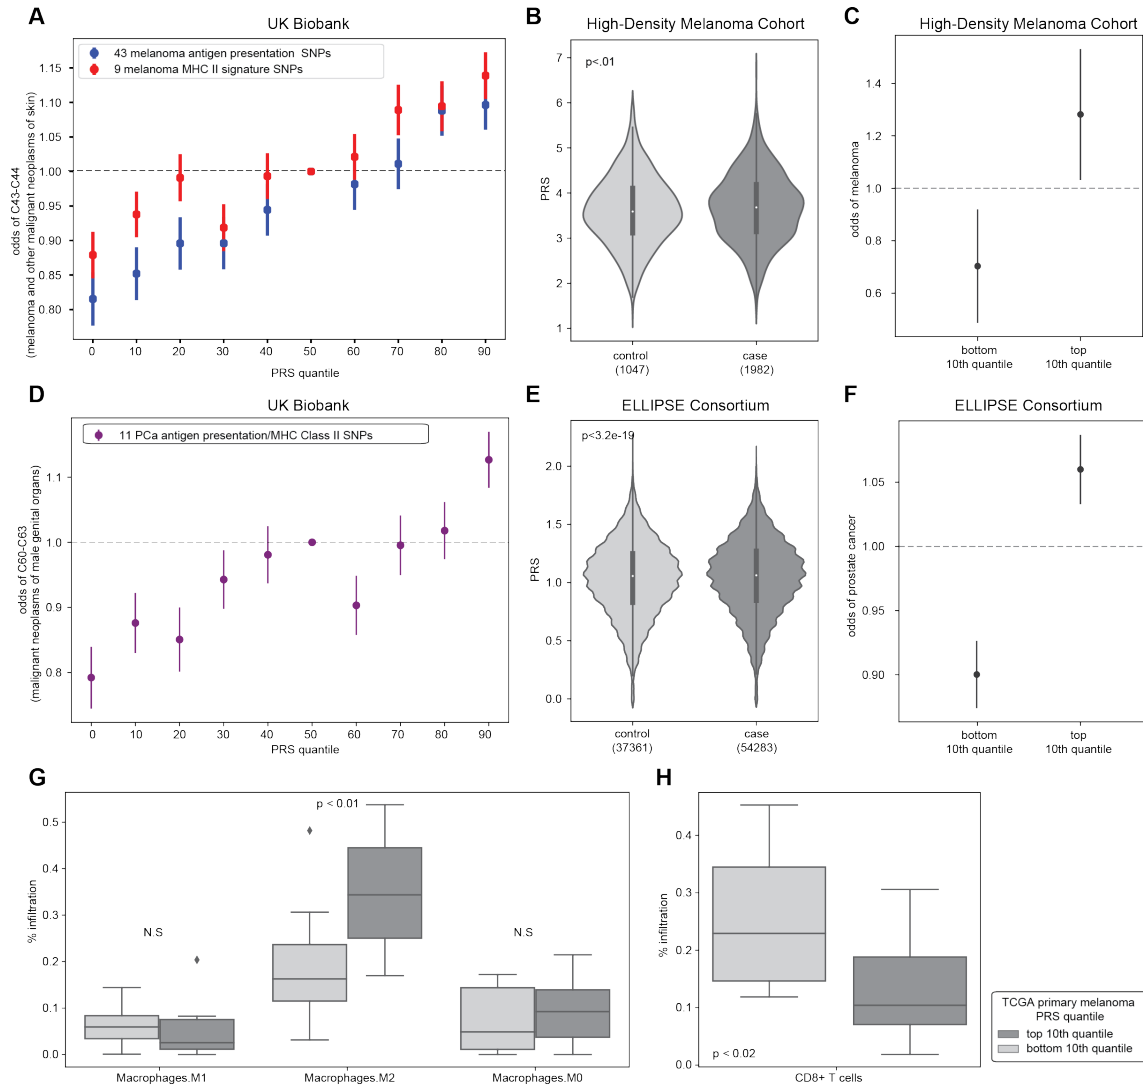 A
UK Biobank
43 melanoma antigen presentation SNPs
9 melanoma MHC II signature SNPs
odds of C43-C44
(melanoma and other malignant neoplasms of skin)
1.15
1.10
1.05
1.00
0.95
0.90
0.85
0.80
0 10 20 30 40 50 60 70 80 90
PRS quantile
B
High-Density Melanoma Cohort
p<.01
PRS
7
6
5
4
3
2
1
control
(1047)
case
(1982)
C
High-Density Melanoma Cohort
odds of melanoma
1.4
1.2
1.0
0.8
0.6
bottom
10th quantile
top
10th quantile
D
UK Biobank
11 PCa antigen presentation/MHC Class II SNPs
odds of C60-C63
(malignant neoplasms of male genital organs)
1.1
1.0
0.9
0.8
0 10 20 30 40 50 60 70 80 90
PRS quantile
E
ELLIPSE Consortium
p<3.2e-19
PRS
2.0
1.5
1.0
0.5
0.0
control
(37361)
case
(54283)
F
ELLIPSE Consortium
odds of prostate cancer
1.05
1.00
0.95
0.90
bottom
10th quantile
top
10th quantile
G
% infiltration
0.5
0.4
0.3
0.2
0.1
0.0
N.S
p < 0.01
N.S
Macrophages.M1
Macrophages.M2
Macrophages.M0
H
% infiltration
0.4
0.3
0.2
0.1
0.0
p < 0.02
CD8+ T cells
TCGA primary melanoma
PRS quantile
top 10th quantile
bottom 10th quantile